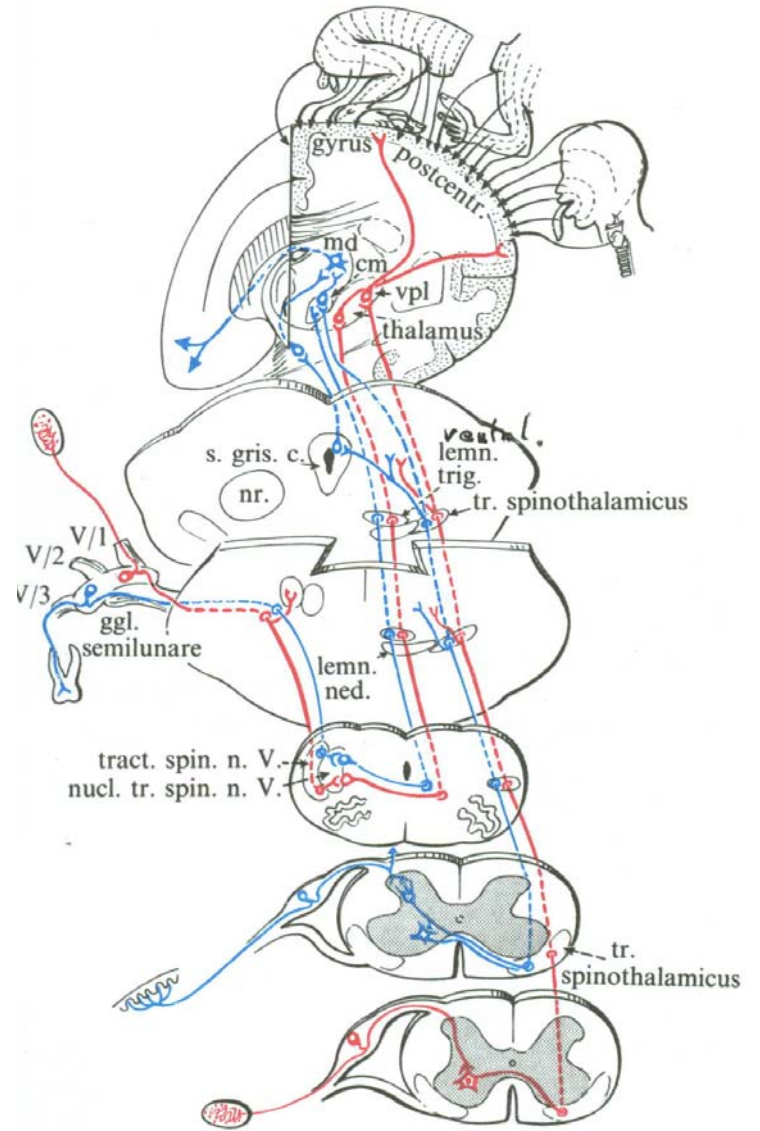 gyrus
postcentr.
md
cm
vpl
thalamus
ventral.
lemn.
trig.
s. gris. c.
nr.
tr. spinothalamicus
V/1
V/2
V/3
ggl.
semilunare
lemn.
ned.
tract. spin. n. V.
nucl. tr. spin. n. V.
tr.
spinothalamicus